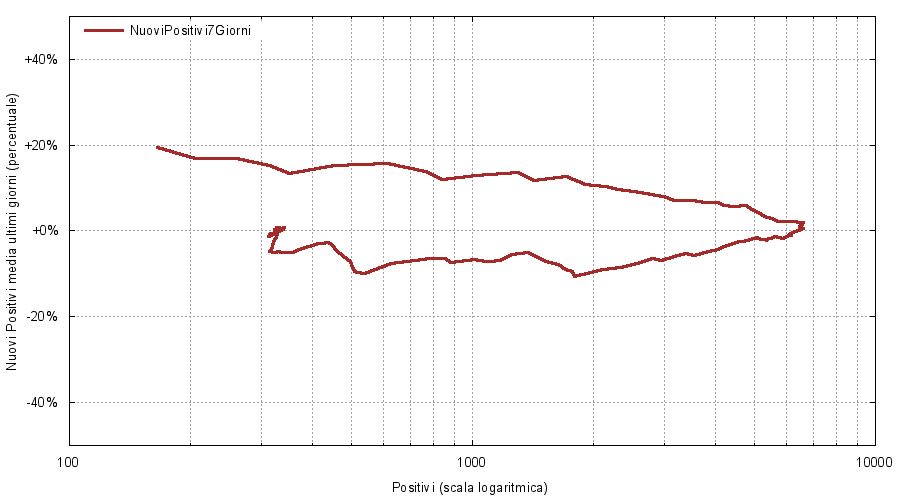 NuoviPositivi7Giorni
+40%
+20%
+0%
-20%
-40%
Nuovi Positivi media ultimi giorni (percentuale)
100
1000
10000
Positivi (scala logaritmica)